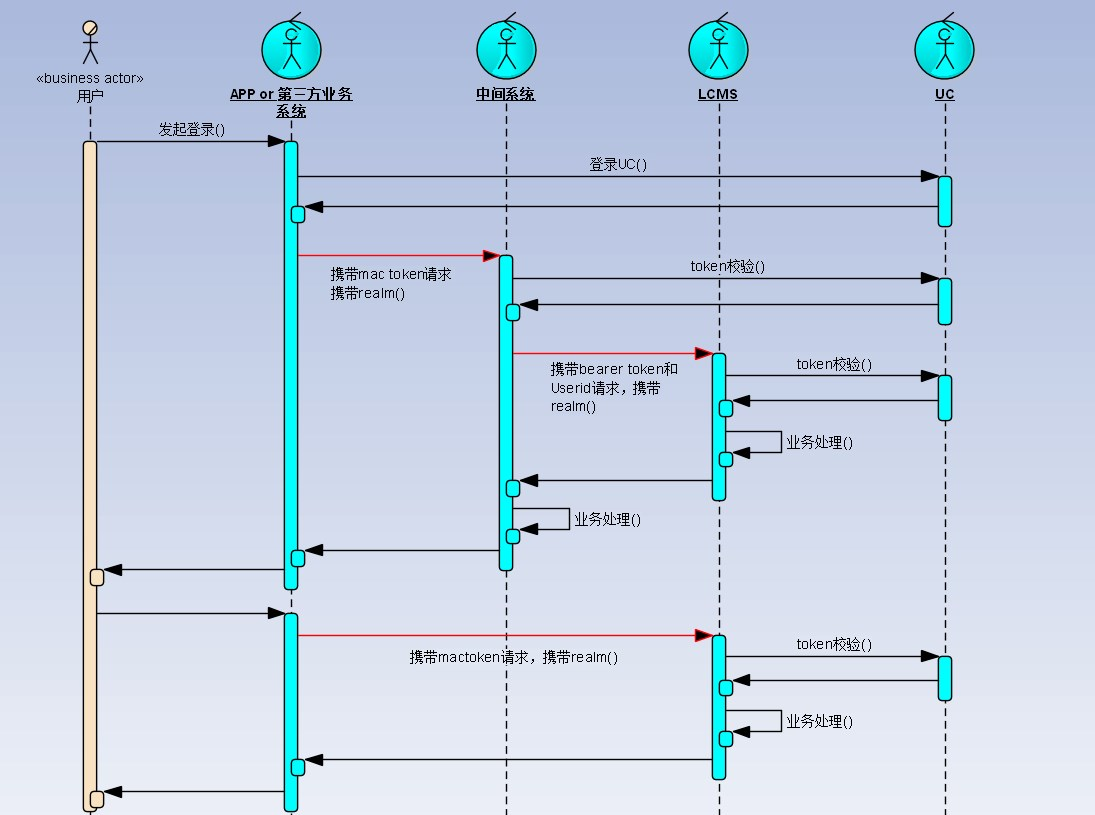 «business actor»
用户
APP or 第三方业务
系统
中间系统
LCMS
UC
发起登录()
登录UC()
携带mac token请求
携带realm()
token校验()
携带bearer token和
Userid请求，携带
realm()
token校验()
业务处理()
业务处理()
携带mactoken请求，携带realm()
token校验()
业务处理()